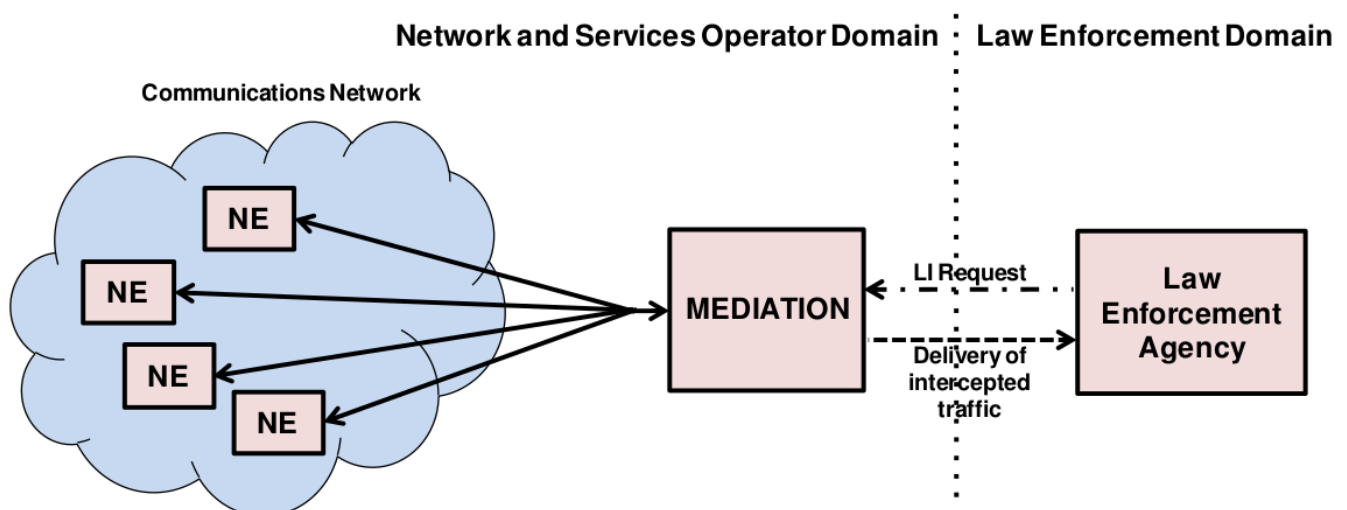 Network and Services Operator Domain
Law Enforcement Domain
Communications Network
NE
NE
NE
NE
MEDIATION
LI Request
Delivery of
intercepted
traffic
Law
Enforcement
Agency